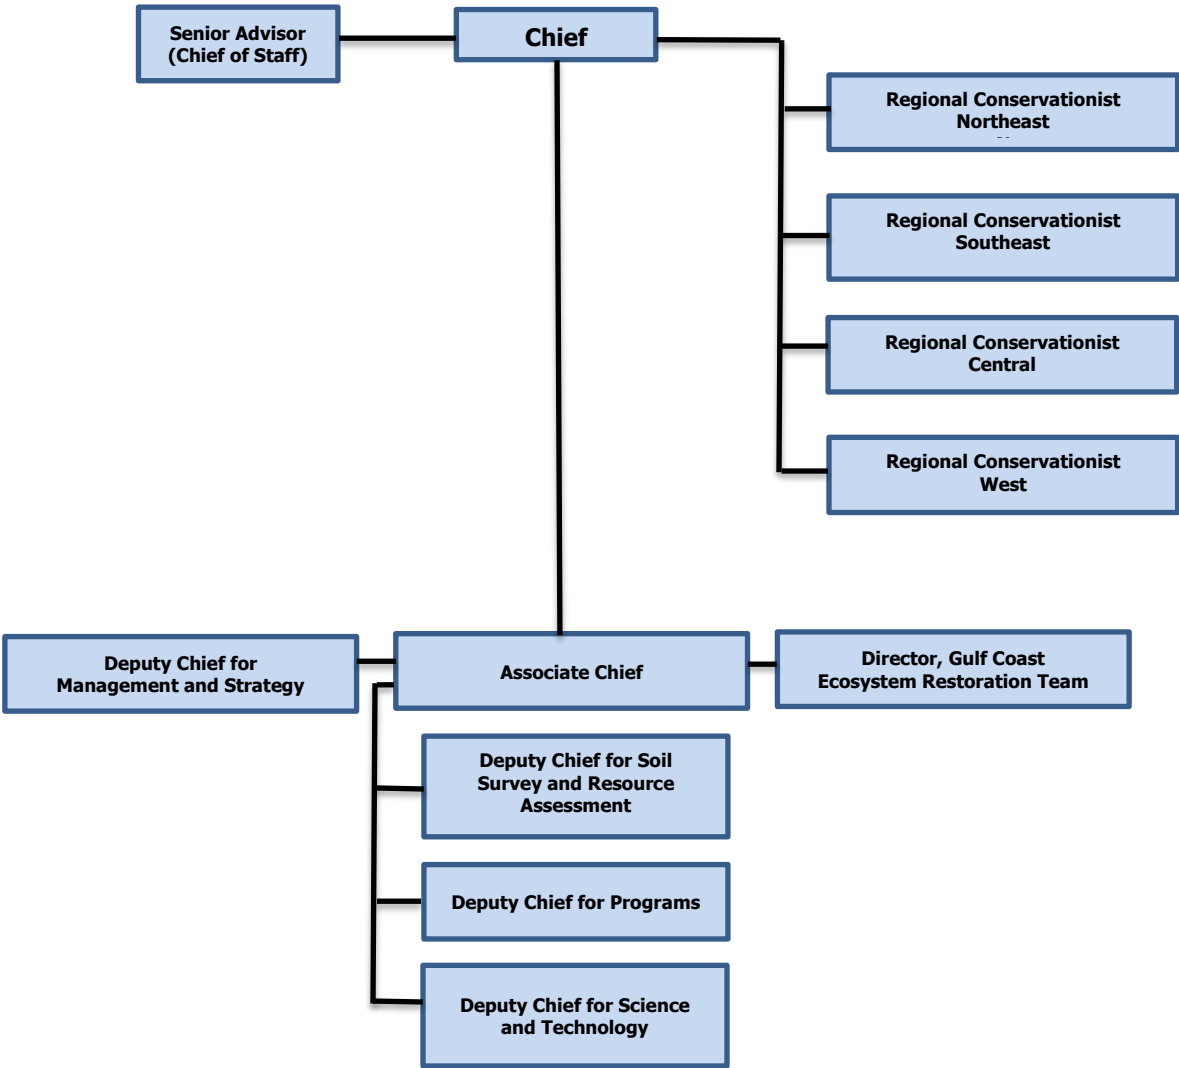 Senior Advisor
(Chief of Staff)
Chief
Regional Conservationist
Northeast
Regional Conservationist
Southeast
Regional Conservationist
Central
Regional Conservationist
West
Deputy Chief for
Management and Strategy
Associate Chief
Director, Gulf Coast
Ecosystem Restoration Team
Deputy Chief for Soil
Survey and Resource
Assessment
Deputy Chief for Programs
Deputy Chief for Science
and Technology